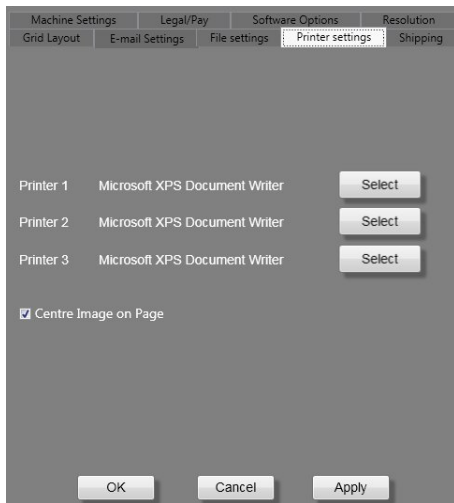 Machine Settings Legal/Pay Software Options Resolution
Grid Layout E-mail Settings File settings Printer settings Shipping
Printer 1 Microsoft XPS Document Writer Select
Printer 2 Microsoft XPS Document Writer Select
Printer 3 Microsoft XPS Document Writer Select
Centre Image on Page
OK Cancel Apply